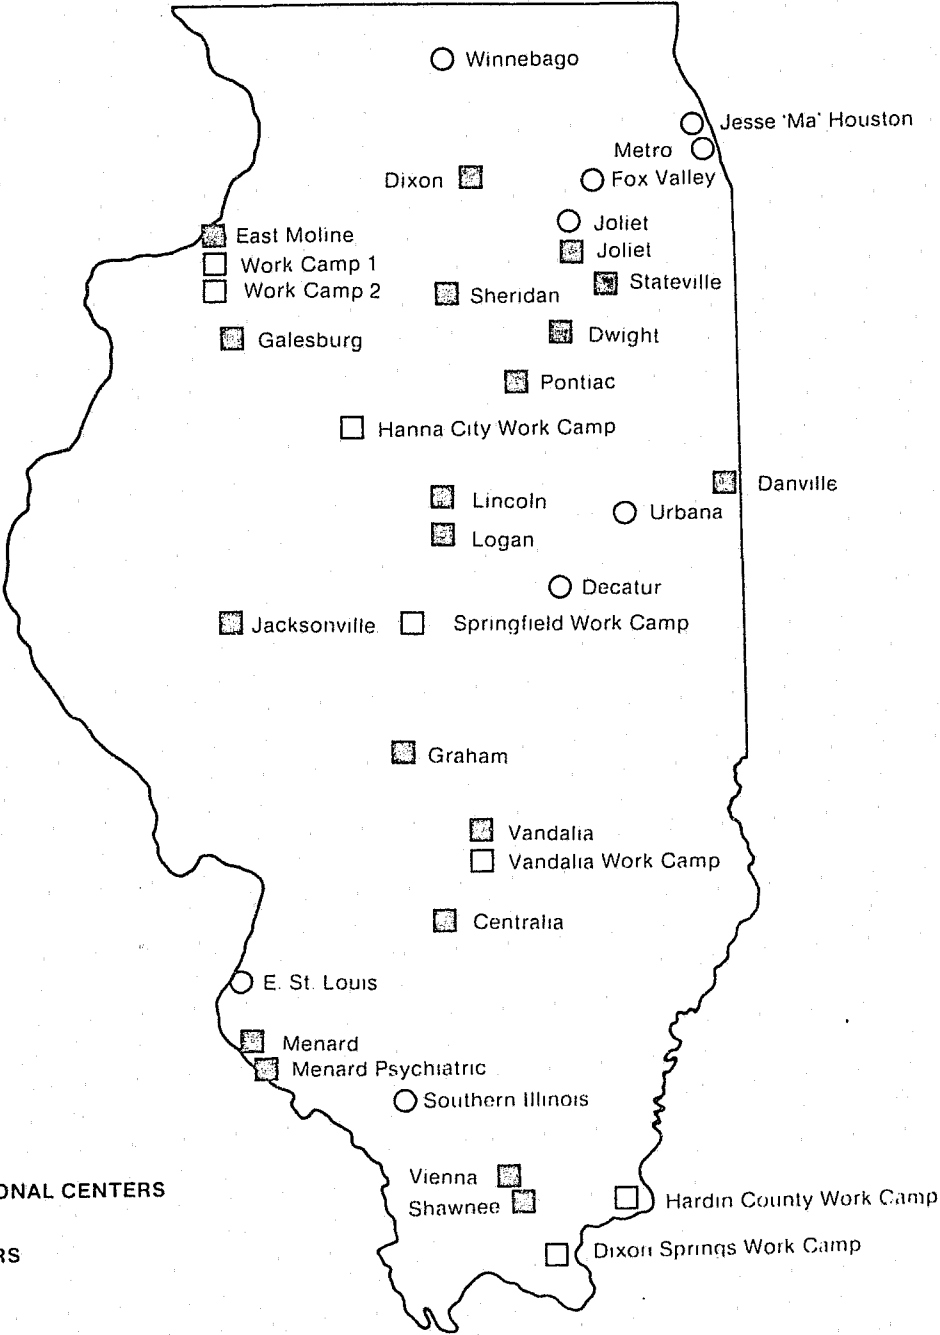 Winnebago
Jesse 'Ma' Houston
Metro
Dixon
Fox Valley
Joliet
East Moline
Joliet
Work Camp 1
Stateville
Work Camp 2
Sheridan
Galesburg
Dwight
Pontiac
Hanna City Work Camp
Danville
Lincoln
Urbana
Logan
Decatur
Jacksonville
Springfield Work Camp
Graham
Vandalia
Vandalia Work Camp
Centralia
E. St. Louis
Menard
Menard Psychiatric
Southern Illinois
Vienna
ONAL CENTERS
Shawnee
Hardin County Work Camp
Dixon Springs Work Camp
RS